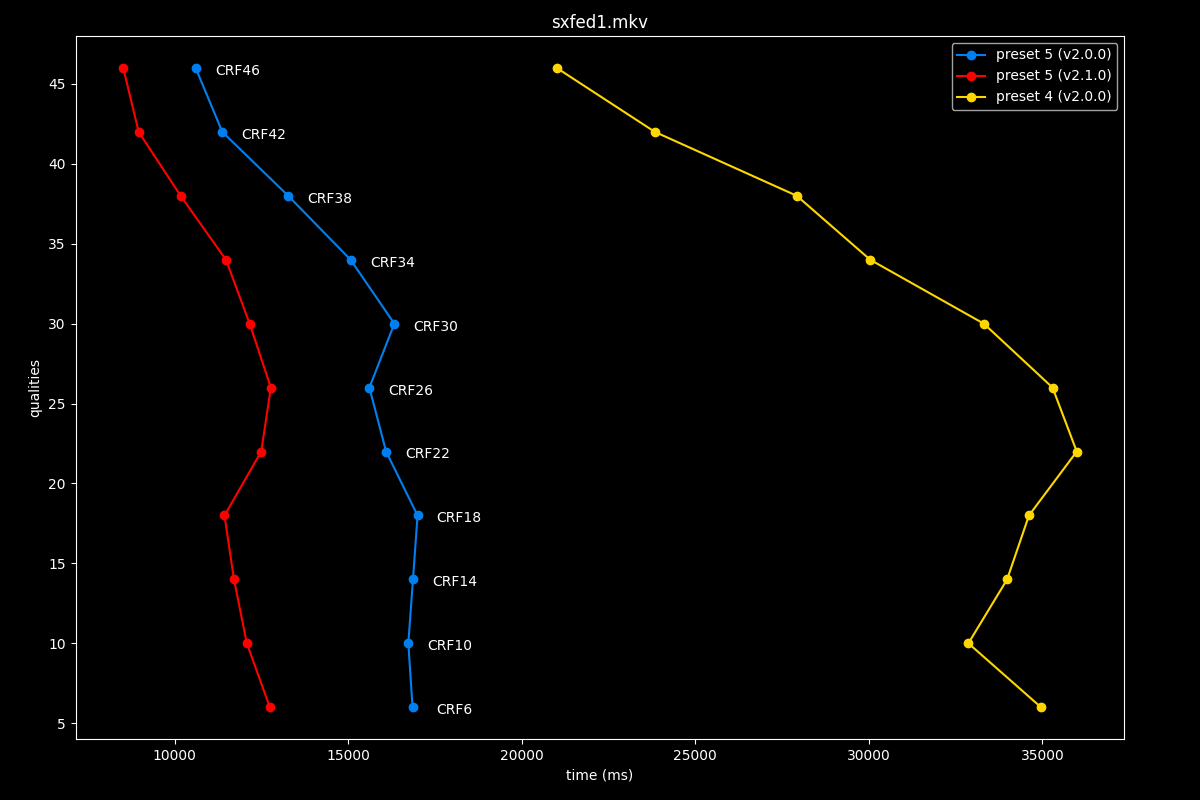 sxfed1.mkv
preset 5 (v2.0.0)
preset 5 (v2.1.0)
preset 4 (v2.0.0)
CRF46
CRF42
CRF38
CRF34
CRF30
CRF26
CRF22
CRF18
CRF14
CRF10
CRF6
45
40
35
30
25
20
15
10
5
qualities
10000
15000
20000
25000
30000
35000
time (ms)